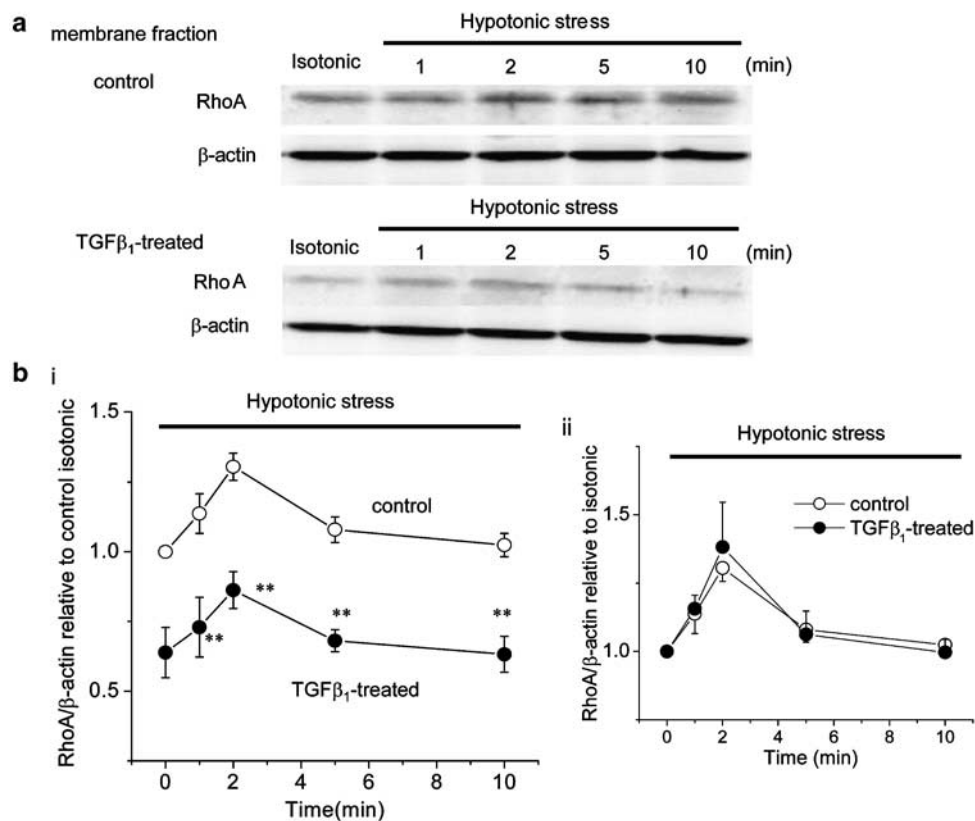 a
membrane fraction
control
Hypotonic stress
Isotonic 1 2 5 10 (min)
RhoA
β-actin
Hypotonic stress
TGFβ₁-treated
Isotonic 1 2 5 10
RhoA
β-actin
b i
Hypotonic stress
RhoA/β-actin relative to control isotonic
1.5
1.0
0.5
control
**
**
**
**
TGFβ₁-treated
0 2 4 6 8 10
Time(min)
ii
Hypotonic stress
RhoA/β-actin relative to isotonic
1.5
1.0
control
TGFβ₁-treated
0 2 4 6 8 10
Time (min)